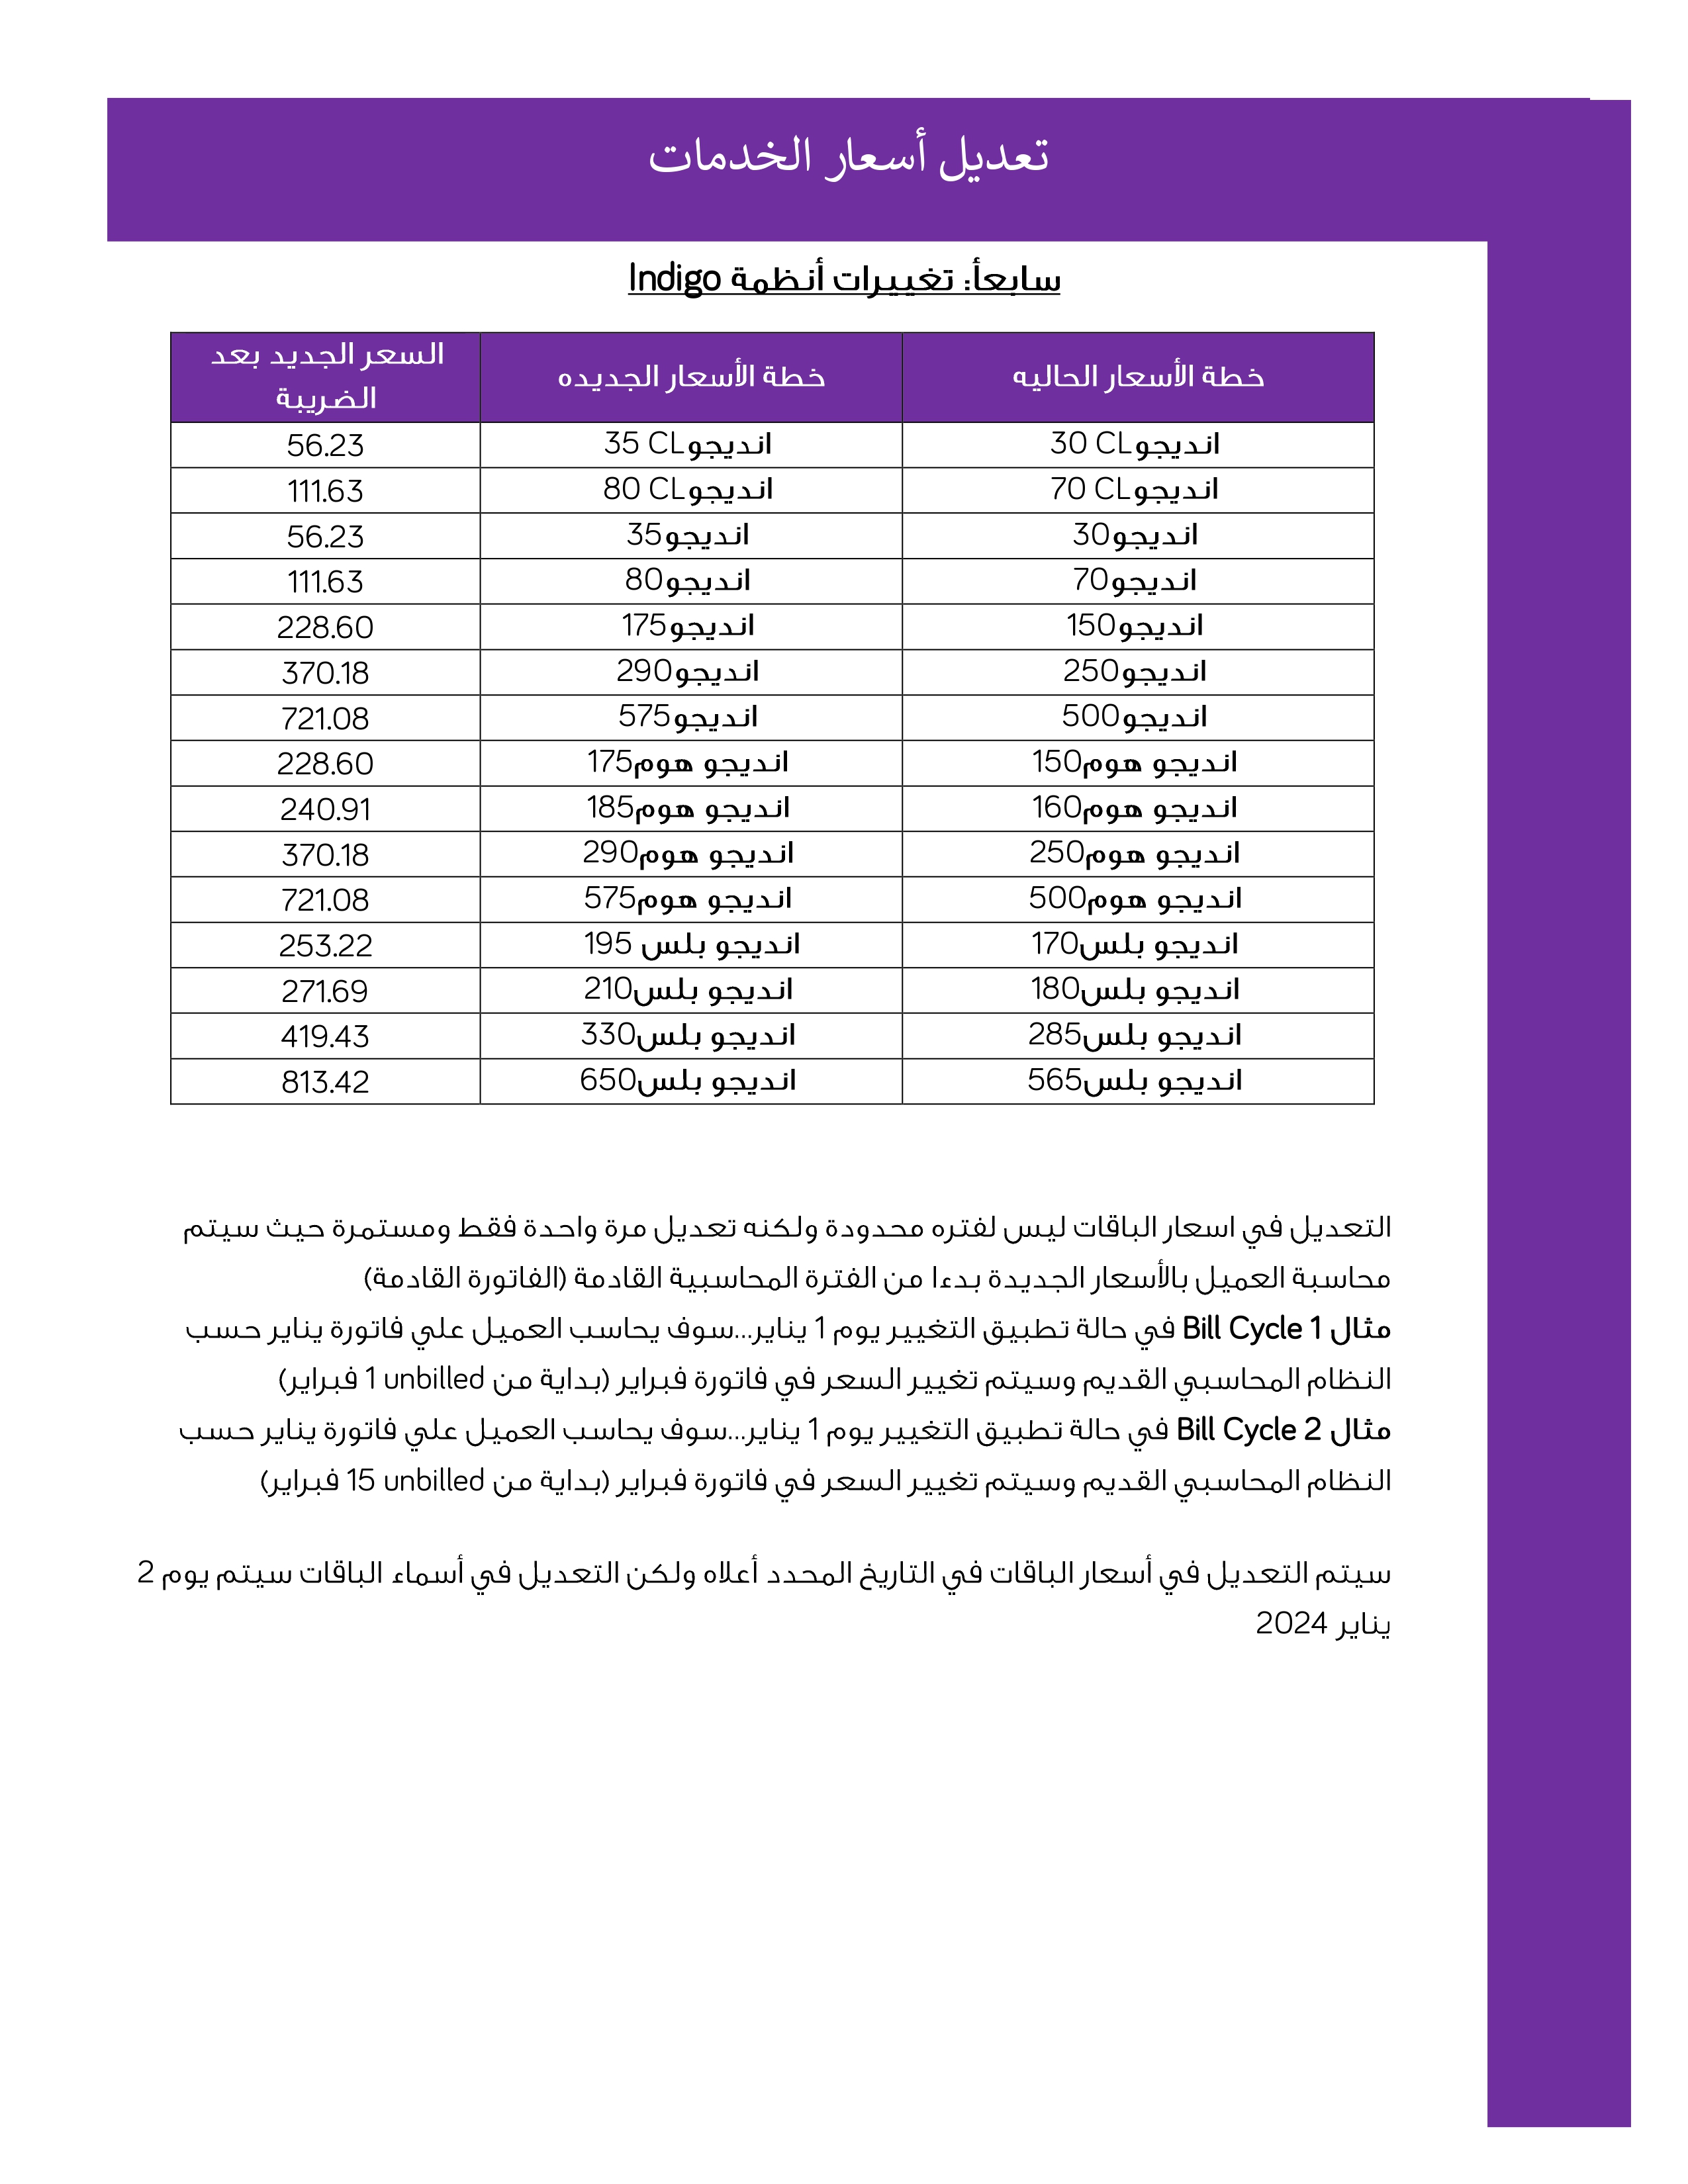 تعديل أسعار الخدمات
سابعاً: تغييرات أنظمة Indigo
خطة الأسعار الحاليه خطة الأسعار الجديده السعر الجديد بعد الضريبة
انديجو30 CL انديجو35 CL 56.23
انديجو70 CL انديجو80 CL 111.63
انديجو30 انديجو35 56.23
انديجو70 انديجو80 111.63
انديجو150 انديجو175 228.60
انديجو250 انديجو290 370.18
انديجو500 انديجو575 721.08
انديجو هوم150 انديجو هوم175 228.60
انديجو هوم160 انديجو هوم185 240.91
انديجو هوم250 انديجو هوم290 370.18
انديجو هوم500 انديجو هوم575 721.08
انديجو بلس170 انديجو بلس 195 253.22
انديجو بلس180 انديجو بلس210 271.69
انديجو بلس285 انديجو بلس330 419.43
انديجو بلس565 انديجو بلس650 813.42
التعديل في اسعار الباقات ليس لفتره محدودة ولكنه تعديل مرة واحدة فقط ومستمرة حيث سيتم
محاسبة العميل بالأسعار الجديدة بدءا من الفترة المحاسبية القادمة (الفاتورة القادمة)
مثال Bill Cycle 1 في حالة تطبيق التغيير يوم 1 يناير...سوف يحاسب العميل علي فاتورة يناير حسب
النظام المحاسبي القديم وسيتم تغيير السعر في فاتورة فبراير (بداية من unbilled 1 فبراير)
مثال Bill Cycle 2 في حالة تطبيق التغيير يوم 1 يناير...سوف يحاسب العميل علي فاتورة يناير حسب
النظام المحاسبي القديم وسيتم تغيير السعر في فاتورة فبراير (بداية من unbilled 15 فبراير)
سيتم التعديل في أسعار الباقات في التاريخ المحدد أعلاه ولكن التعديل في أسماء الباقات سيتم يوم 2
يناير 2024